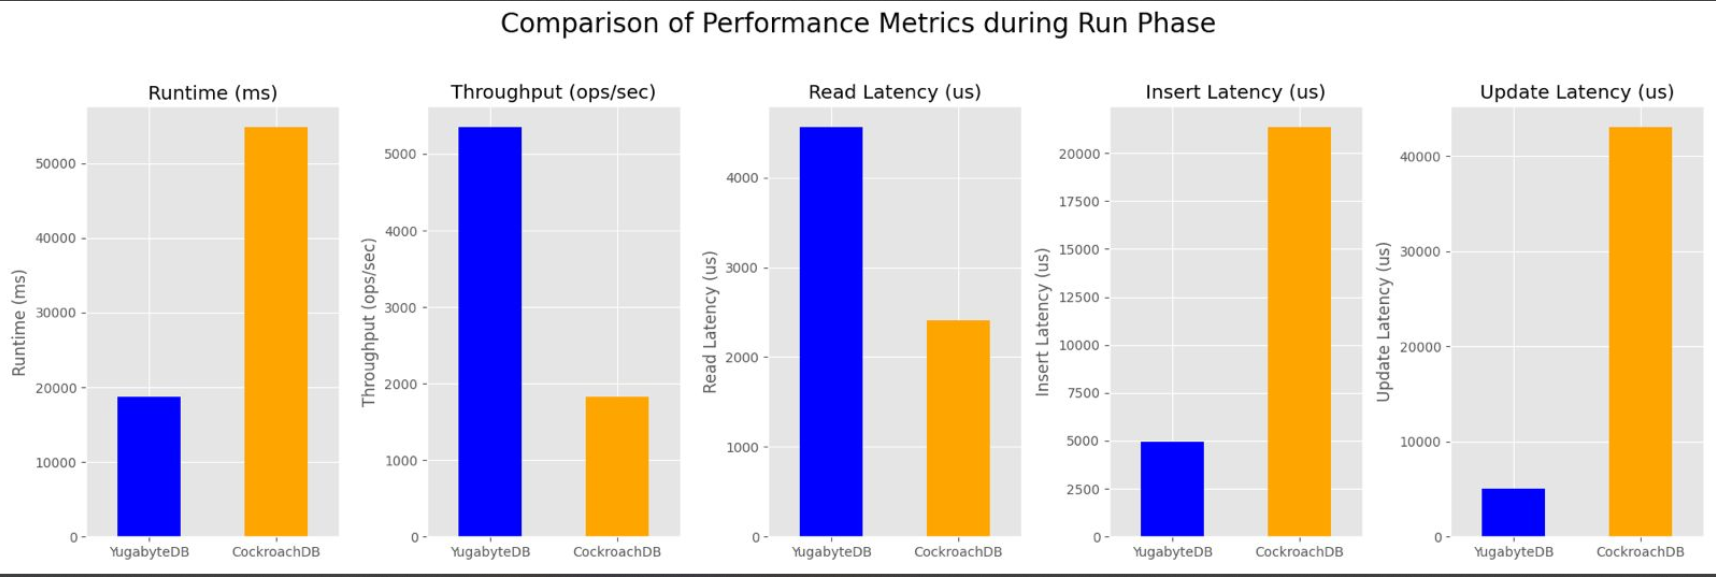 Comparison of Performance Metrics during Run Phase
Runtime (ms)
Runtime (ms)
50000
40000
30000
20000
10000
0
YugabyteDB
CockroachDB
Throughput (ops/sec)
Throughput (ops/sec)
5000
4000
3000
2000
1000
0
YugabyteDB
CockroachDB
Read Latency (us)
Read Latency (us)
4000
3000
2000
1000
0
YugabyteDB
CockroachDB
Insert Latency (us)
Insert Latency (us)
20000
17500
15000
12500
10000
7500
5000
2500
0
YugabyteDB
CockroachDB
Update Latency (us)
Update Latency (us)
40000
30000
20000
10000
0
YugabyteDB
CockroachDB